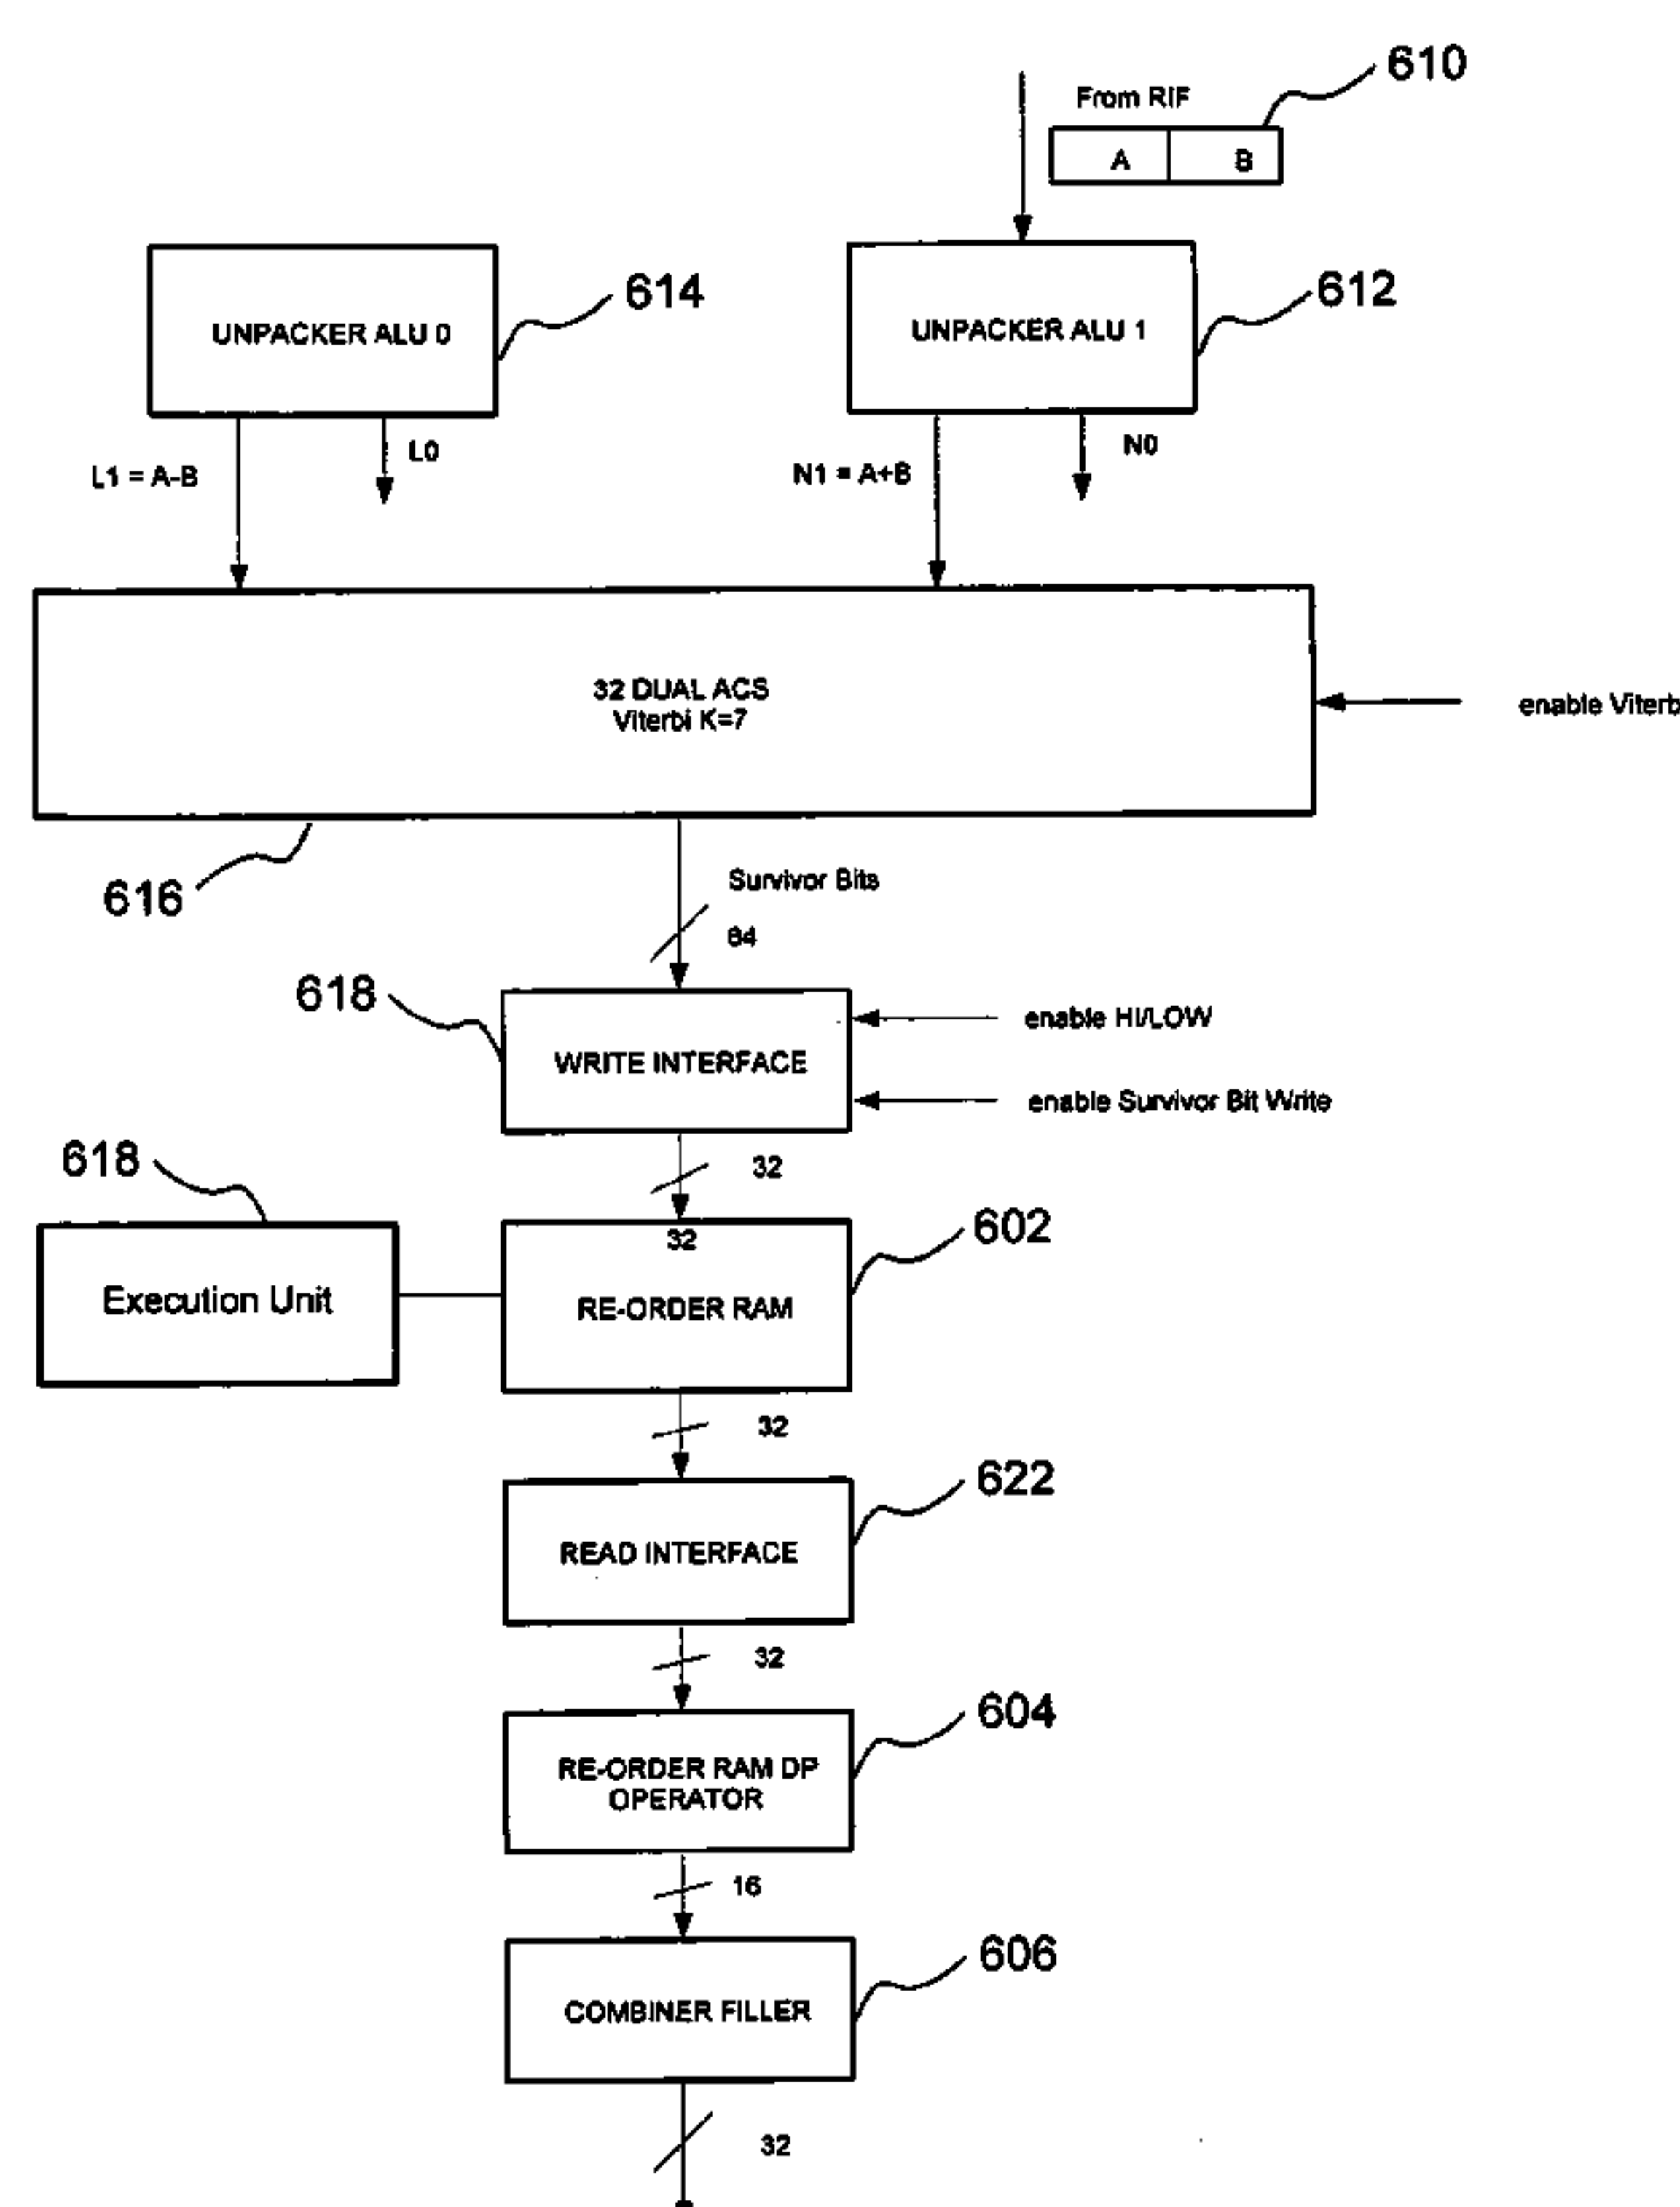 610
From RIF
A B
614
612
UNPACKER ALU 0
UNPACKER ALU 1
L0
L1 = A-B
N0
N1 = A+B
32 DUAL ACS
Viterbi K=7
enable Viterb
616
Survivor Bits
64
618
enable HI/LOW
WRITE INTERFACE
enable Survivor Bit Write
618
32
602
32
Execution Unit
RE-ORDER RAM
32
622
READ INTERFACE
32
604
RE-ORDER RAM DP
OPERATOR
16
606
COMBINER FILLER
32